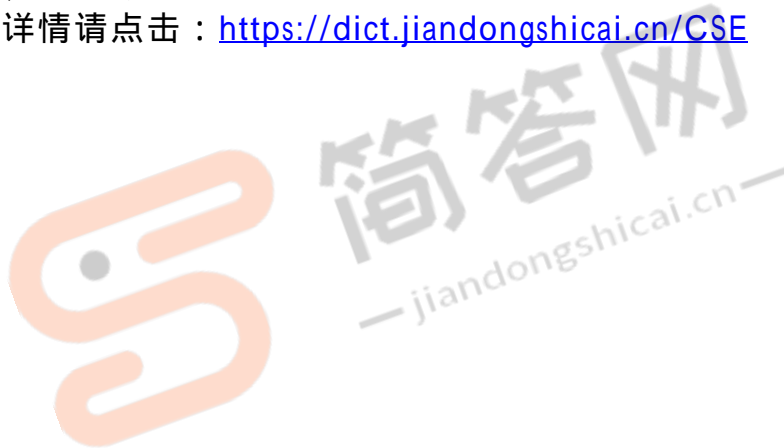 详情请点击：https://dict.jiandongshicai.cn/CSE
简答网
jiandongshicai.cn